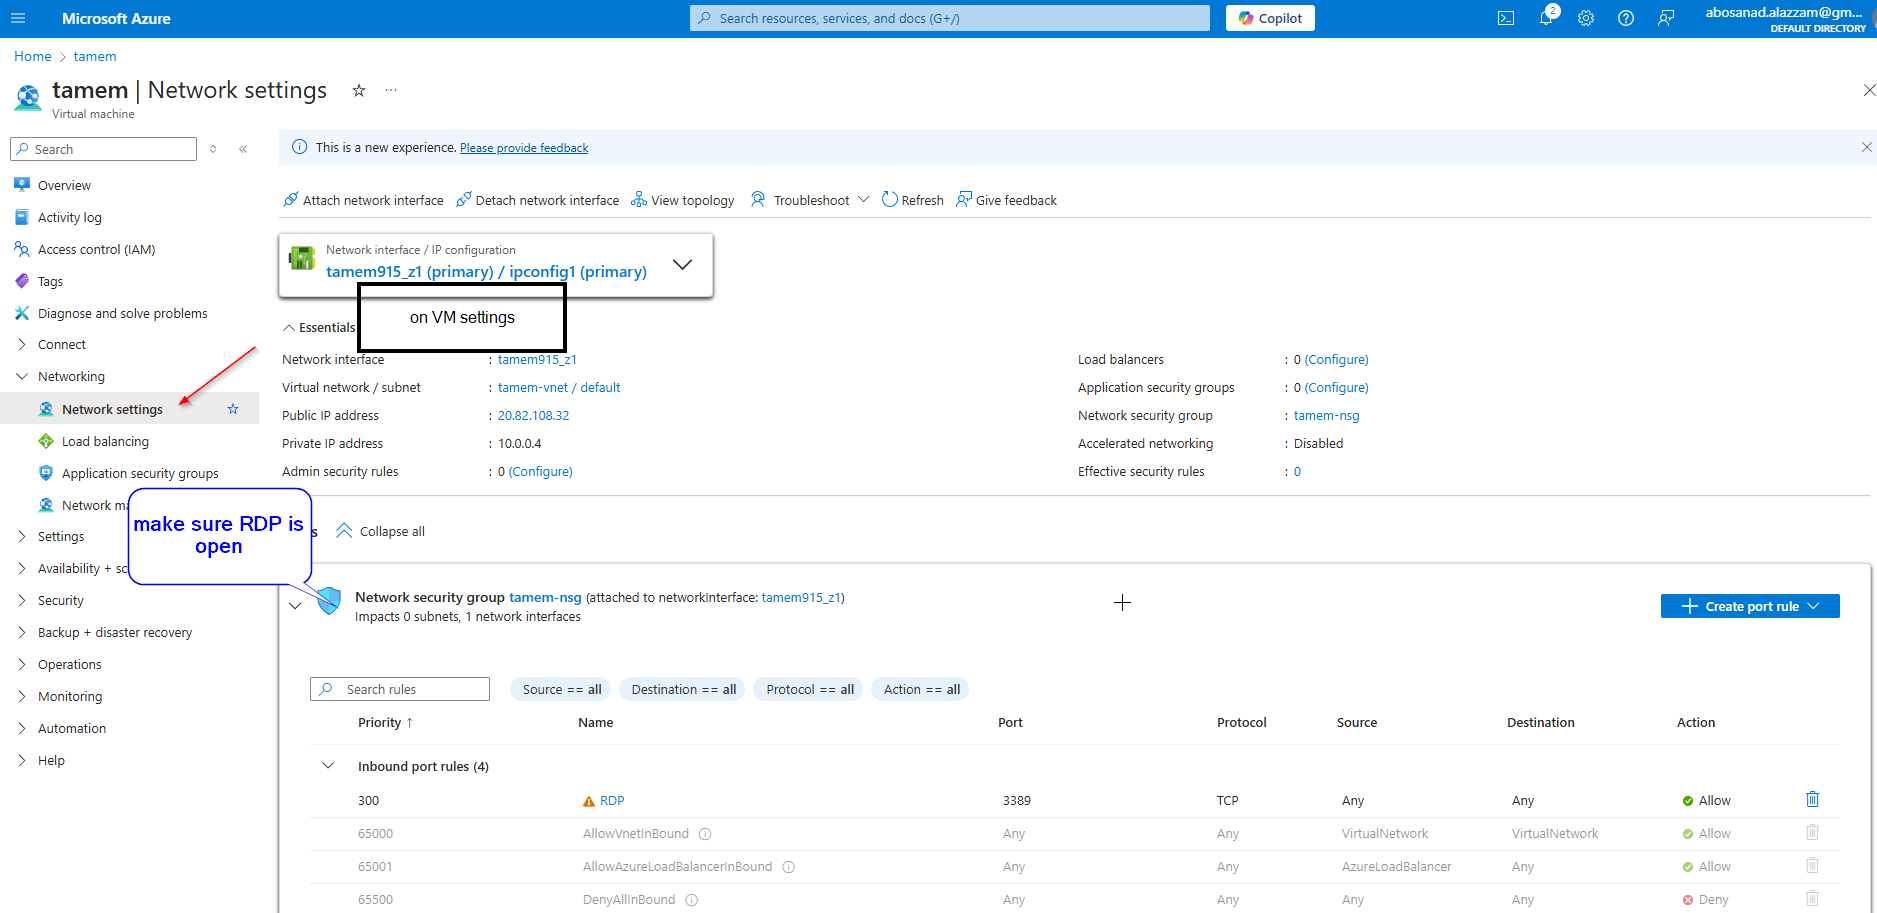 Microsoft Azure
Search resources, services, and docs (G+/)
Copilot
2
abosanad.alazzam@gm...
DEFAULT DIRECTORY
Home > tamem
tamem | Network settings
Virtual machine
Search
Overview
Activity log
Access control (IAM)
Tags
Diagnose and solve problems
Connect
Networking
Network settings
Load balancing
Application security groups
Network ma
Settings
Availability + sc
Security
Backup + disaster recovery
Operations
Monitoring
Automation
Help
make sure RDP is
open
This is a new experience. Please provide feedback
Attach network interface Detach network interface View topology Troubleshoot Refresh Give feedback
Network interface / IP configuration
tamem915_z1 (primary) / ipconfig1 (primary)
on VM settings
Essentials
Network interface : tamem915_z1
Virtual network / subnet : tamem-vnet / default
Public IP address : 20.82.108.32
Private IP address : 10.0.0.4
Admin security rules : 0 (Configure)
Load balancers : 0 (Configure)
Application security groups : 0 (Configure)
Network security group : tamem-nsg
Accelerated networking : Disabled
Effective security rules : 0
s Collapse all
Network security group tamem-nsg (attached to networkInterface: tamem915_z1)
Impacts 0 subnets, 1 network interfaces
Create port rule
Search rules Source == all Destination == all Protocol == all Action == all
Priority ↑ Name Port Protocol Source Destination Action
Inbound port rules (4)
300 RDP 3389 TCP Any Any Allow
65000 AllowVnetInBound Any Any VirtualNetwork VirtualNetwork Allow
65001 AllowAzureLoadBalancerInBound Any Any AzureLoadBalancer Any Allow
65500 DenyAllInBound Any Any Any Any Deny